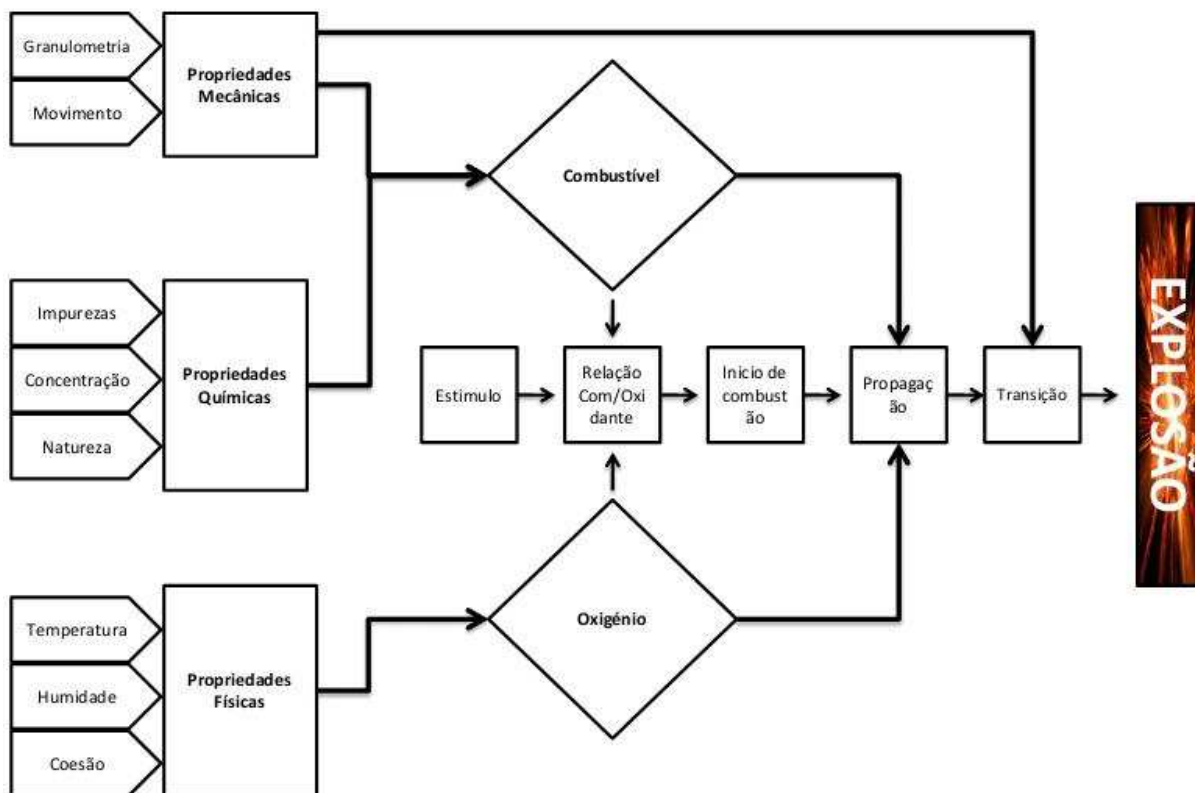 Granulometria
Movimento
Propriedades
Mecânicas
Impurezas
Concentração
Natureza
Propriedades
Químicas
Temperatura
Humidade
Coesão
Propriedades
Físicas
Combustível
Estimulo
Relação
Com/Oxi
dante
Inicio de
combust
ão
Propagaç
ão
Transição
Oxigénio
EXPLOSÃO